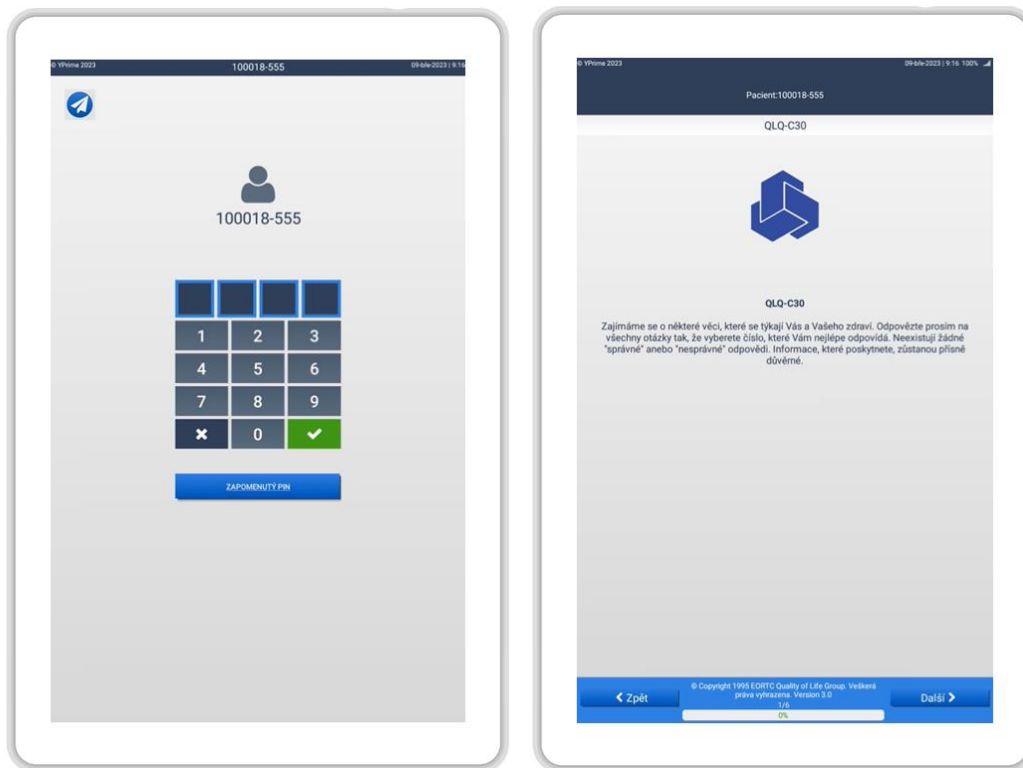 © YPrime 2023 100018-555 09-bře-2023 | 9:16
100018-555
1 2 3
4 5 6
7 8 9
0
ZAPOMENUTÝ PIN
© YPrime 2023 09-bře-2023 | 9:16 100%
Pacient:100018-555
QLQ-C30
QLQ-C30
Zajímáme se o některé věci, které se týkají Vás a Vašeho zdraví. Odpovězte prosím na
všechny otázky tak, že vyberete číslo, které Vám nejlépe odpovídá. Neexistují žádné
"správné" anebo "nesprávné" odpovědi. Informace, které poskytnete, zůstanou přísně
důvěrné.
Zpět
© Copyright 1995 EORTC Quality of Life Group. Veškerá
práva vyhrazena. Version 3.0
1/6
0%
Další